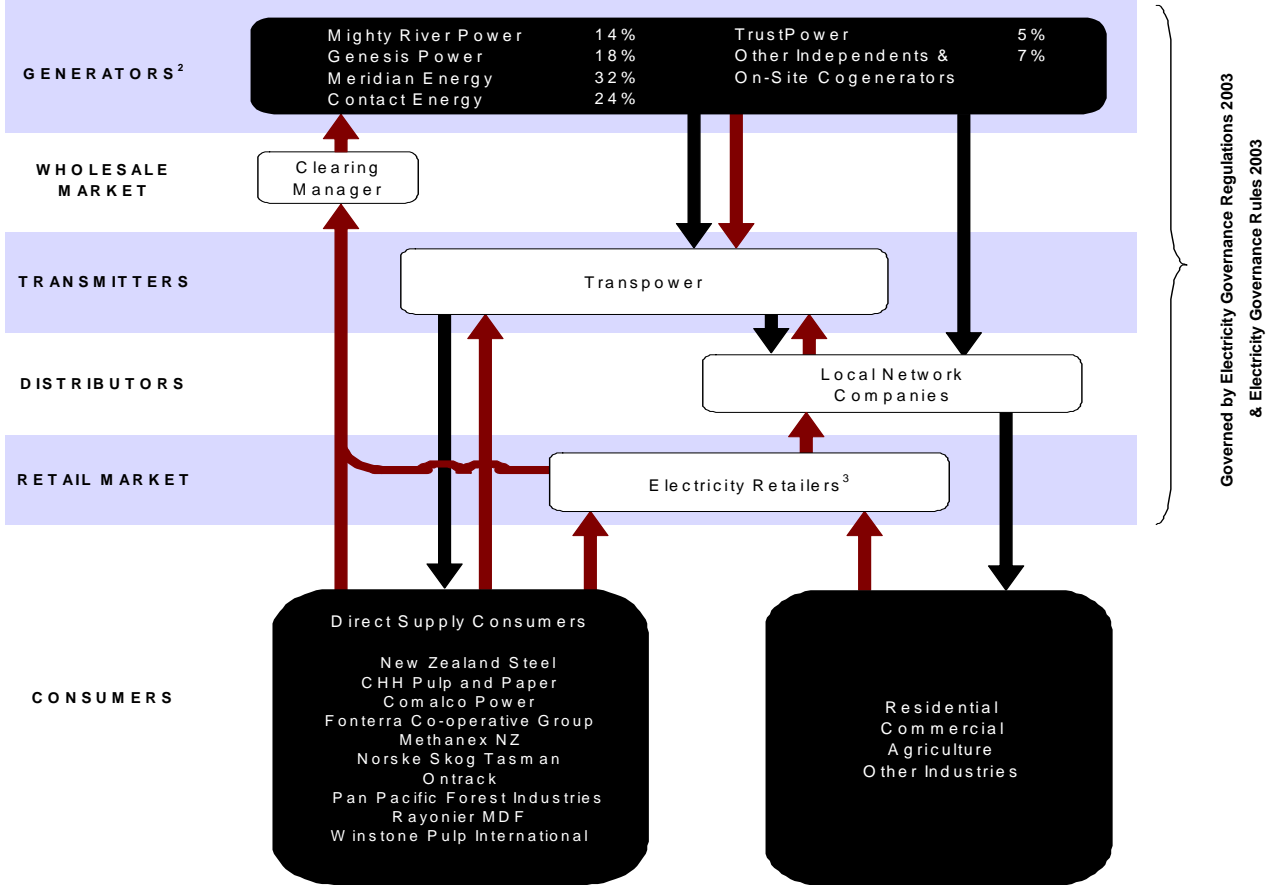 Mighty River Power 14% TrustPower 5%
Genesis Power 18% Other Independents & 7%
Meridian Energy 32% On-Site Cogenerators
Contact Energy 24%
GENERATORS²
WHOLESALE
MARKET
Clearing
Manager
TRANSMITTERS
Transpower
DISTRIBUTORS
Local Network
Companies
RETAIL MARKET
Electricity Retailers³
CONSUMERS
Direct Supply Consumers
New Zealand Steel
CHH Pulp and Paper
Comalco Power
Fonterra Co-operative Group
Methanex NZ
Norske Skog Tasman
Ontrack
Pan Pacific Forest Industries
Rayonier MDF
Winstone Pulp International
Residential
Commercial
Agriculture
Other Industries
Governed by Electricity Governance Regulations 2003
& Electricity Governance Rules 2003